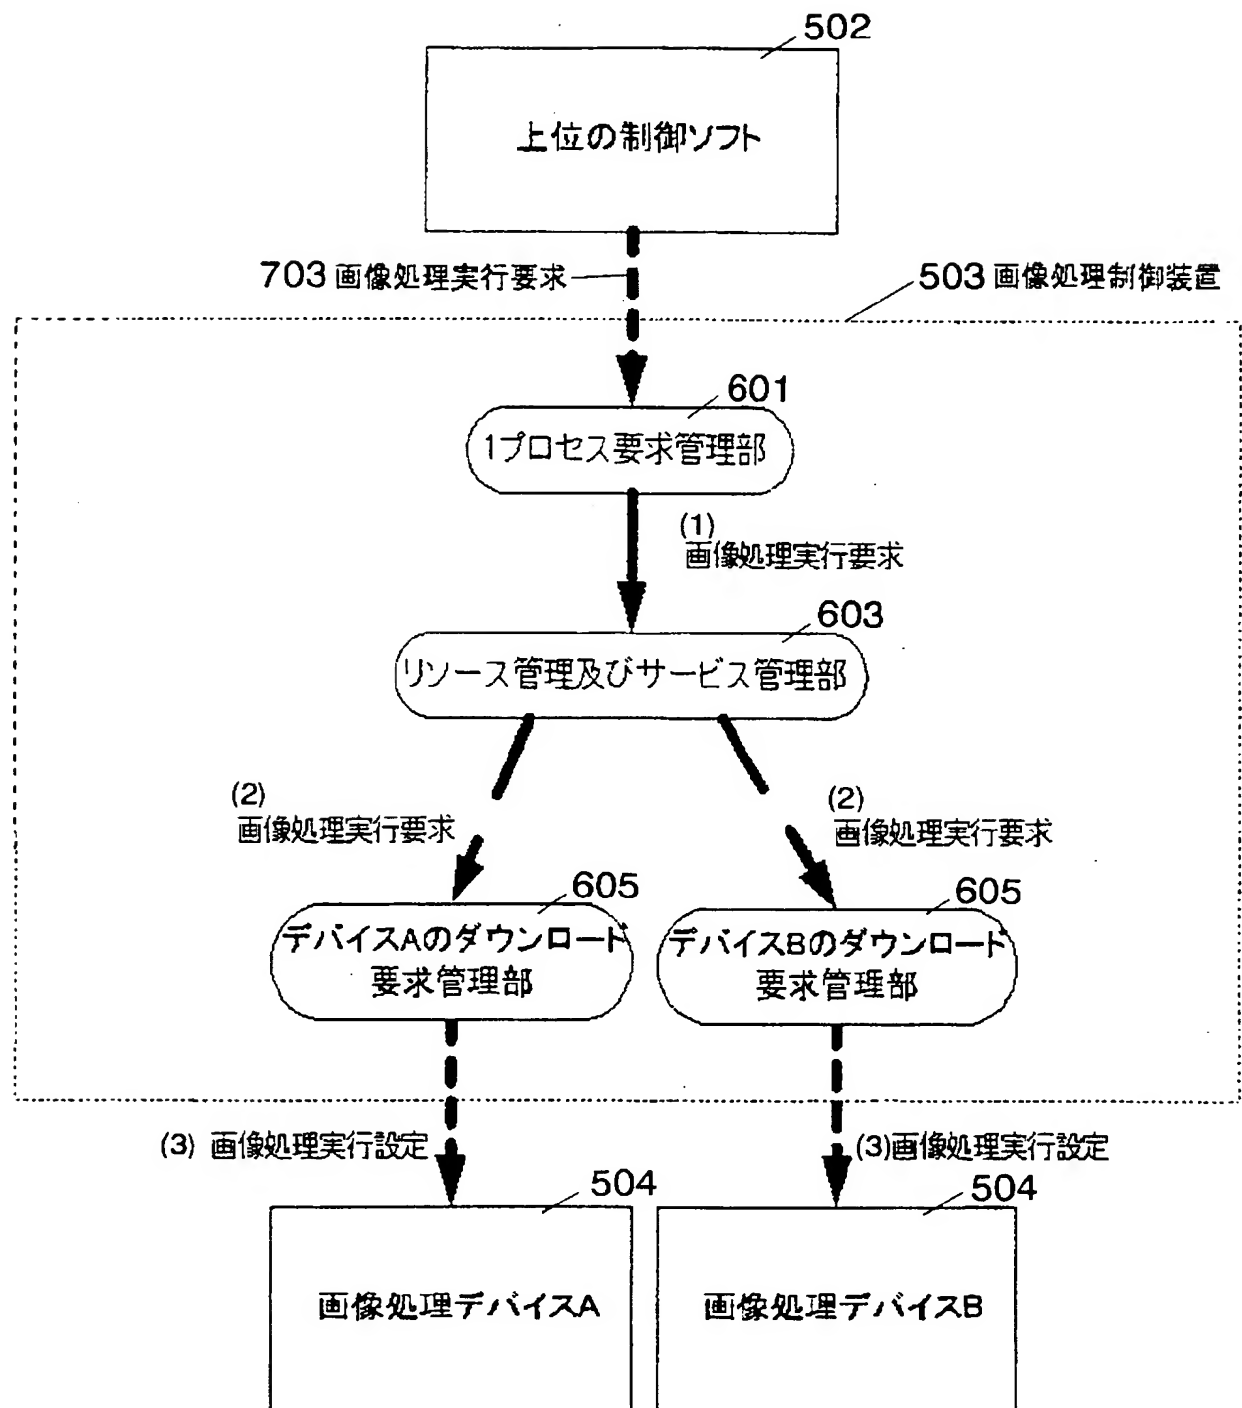 502
上位の制御ソフト
703 画像処理実行要求
503 画像処理制御装置
601
1プロセス要求管理部
(1)
画像処理実行要求
603
リソース管理及びサービス管理部
(2)
画像処理実行要求
(2)
画像処理実行要求
605
デバイスAのダウンロード
要求管理部
605
デバイスBのダウンロード
要求管理部
(3) 画像処理実行設定
(3)画像処理実行設定
504
画像処理デバイスA
504
画像処理デバイスB